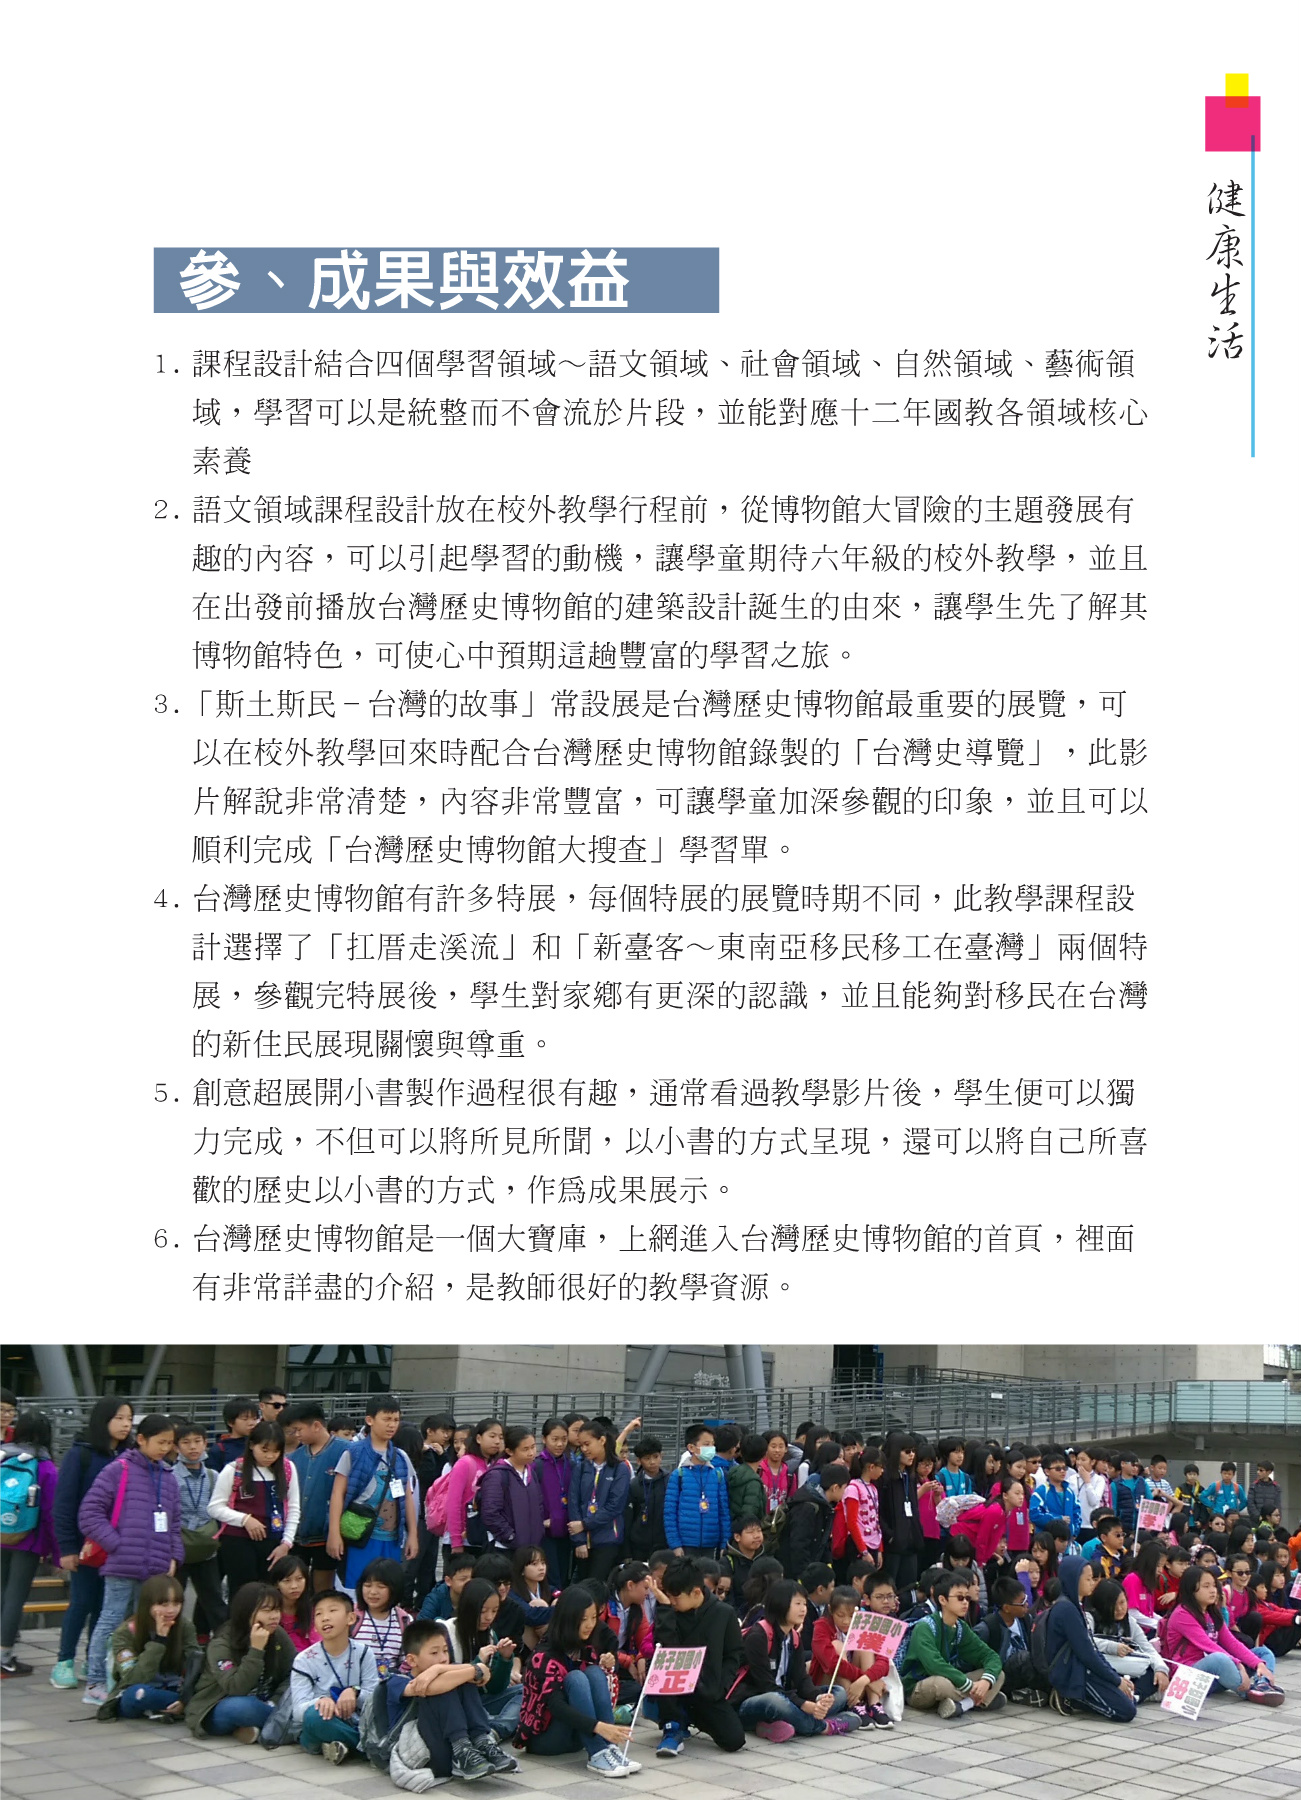 健康生活
參、成果與效益
1. 課程設計結合四個學習領域～語文領域、社會領域、自然領域、藝術領
域，學習可以是統整而不會流於片段，並能對應十二年國教各領域核心
素養
2. 語文領域課程設計放在校外教學行程前，從博物館大冒險的主題發展有
趣的內容，可以引起學習的動機，讓學童期待六年級的校外教學，並且
在出發前播放台灣歷史博物館的建築設計誕生的由來，讓學生先了解其
博物館特色，可使心中預期這趟豐富的學習之旅。
3.「斯土斯民－台灣的故事」常設展是台灣歷史博物館最重要的展覽，可
以在校外教學回來時配合台灣歷史博物館錄製的「台灣史導覽」，此影
片解說非常清楚，內容非常豐富，可讓學童加深參觀的印象，並且可以
順利完成「台灣歷史博物館大搜查」學習單。
4. 台灣歷史博物館有許多特展，每個特展的展覽時期不同，此教學課程設
計選擇了「扛厝走溪流」和「新臺客～東南亞移民移工在臺灣」兩個特
展，參觀完特展後，學生對家鄉有更深的認識，並且能夠對移民在台灣
的新住民展現關懷與尊重。
5. 創意超展開小書製作過程很有趣，通常看過教學影片後，學生便可以獨
力完成，不但可以將所見所聞，以小書的方式呈現，還可以將自己所喜
歡的歷史以小書的方式，作為成果展示。
6. 台灣歷史博物館是一個大寶庫，上網進入台灣歷史博物館的首頁，裡面
有非常詳盡的介紹，是教師很好的教學資源。
正